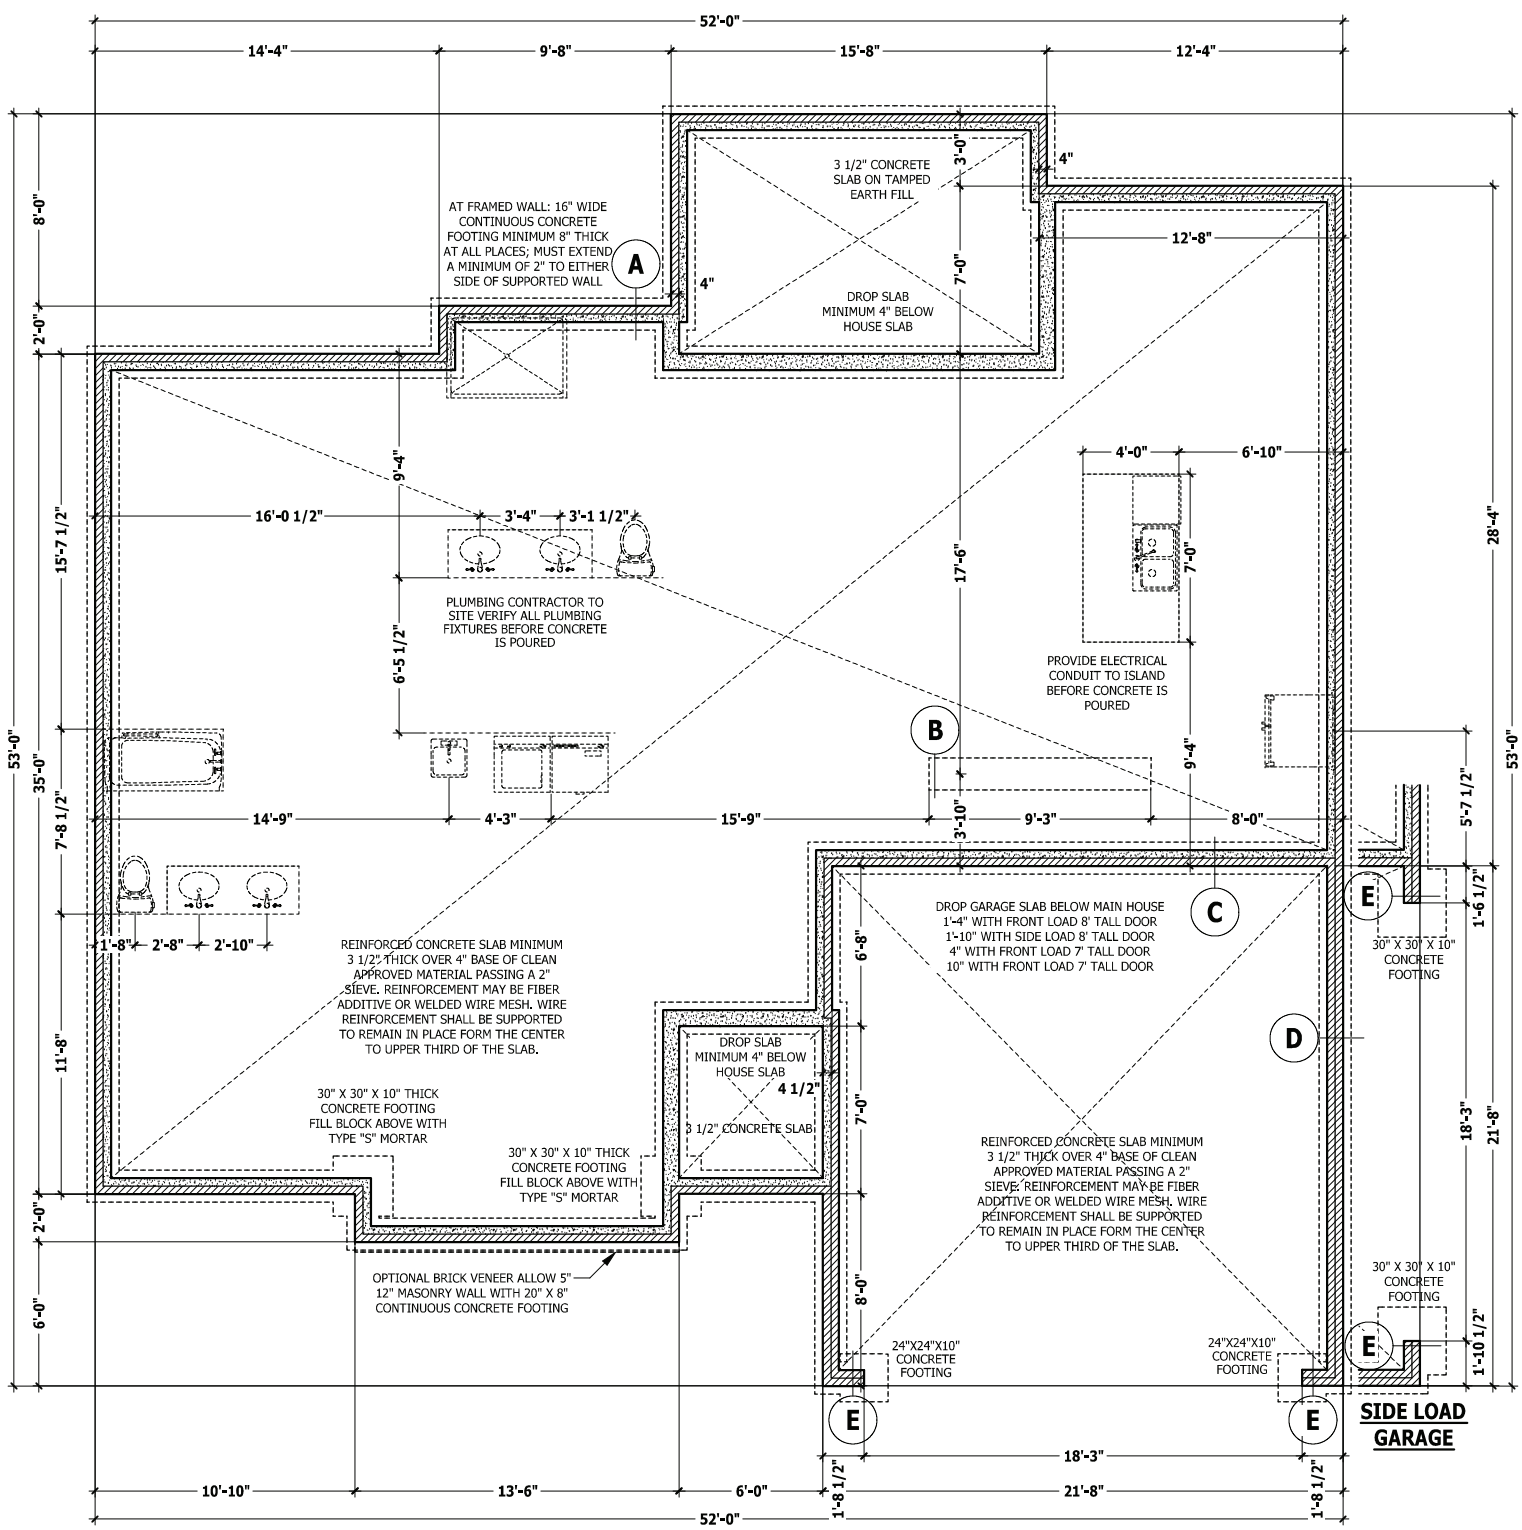 52'-0"
14'-4"
9'-8"
15'-8"
12'-4"
8'-0"
2'-0"
53'-0"
35'-0"
15'-7 1/2"
7'-8 1/2"
11'-8"
2'-0"
6'-0"
AT FRAMED WALL: 16" WIDE
CONTINUOUS CONCRETE
FOOTING MINIMUM 8" THICK
AT ALL PLACES; MUST EXTEND
A MINIMUM OF 2" TO EITHER
SIDE OF SUPPORTED WALL
A
4"
3 1/2" CONCRETE
SLAB ON TAMPED
EARTH FILL
DROP SLAB
MINIMUM 4" BELOW
HOUSE SLAB
3'-0"
4"
7'-0"
12'-8"
9'-4"
16'-0 1/2"
3'-4"
3'-1 1/2"
6'-5 1/2"
PLUMBING CONTRACTOR TO
SITE VERIFY ALL PLUMBING
FIXTURES BEFORE CONCRETE
IS POURED
17'-6"
4'-0"
6'-10"
7'-0"
PROVIDE ELECTRICAL
CONDUIT TO ISLAND
BEFORE CONCRETE IS
POURED
9'-4"
B
14'-9"
4'-3"
15'-9"
3'-10"
9'-3"
8'-0"
28'-4"
53'-0"
5'-7 1/2"
1'-6 1/2"
1'-8"
2'-8"
2'-10"
REINFORCED CONCRETE SLAB MINIMUM
3 1/2" THICK OVER 4" BASE OF CLEAN
APPROVED MATERIAL PASSING A 2"
SIEVE. REINFORCEMENT MAY BE FIBER
ADDITIVE OR WELDED WIRE MESH. WIRE
REINFORCEMENT SHALL BE SUPPORTED
TO REMAIN IN PLACE FORM THE CENTER
TO UPPER THIRD OF THE SLAB.
C
E
DROP GARAGE SLAB BELOW MAIN HOUSE
1'-4" WITH FRONT LOAD 8' TALL DOOR
1'-10" WITH SIDE LOAD 8' TALL DOOR
4" WITH FRONT LOAD 7' TALL DOOR
10" WITH FRONT LOAD 7' TALL DOOR
6'-8"
30" X 30" X 10"
CONCRETE
FOOTING
D
DROP SLAB
MINIMUM 4" BELOW
HOUSE SLAB
4 1/2"
3 1/2" CONCRETE SLAB
7'-0"
30" X 30" X 10" THICK
CONCRETE FOOTING
FILL BLOCK ABOVE WITH
TYPE "S" MORTAR
30" X 30" X 10" THICK
CONCRETE FOOTING
FILL BLOCK ABOVE WITH
TYPE "S" MORTAR
REINFORCED CONCRETE SLAB MINIMUM
3 1/2" THICK OVER 4" BASE OF CLEAN
APPROVED MATERIAL PASSING A 2"
SIEVE. REINFORCEMENT MAY BE FIBER
ADDITIVE OR WELDED WIRE MESH. WIRE
REINFORCEMENT SHALL BE SUPPORTED
TO REMAIN IN PLACE FORM THE CENTER
TO UPPER THIRD OF THE SLAB.
18'-3"
21'-8"
OPTIONAL BRICK VENEER ALLOW 5"
12" MASONRY WALL WITH 20" X 8"
CONTINUOUS CONCRETE FOOTING
8'-0"
30" X 30" X 10"
CONCRETE
FOOTING
24"X24"X10"
CONCRETE
FOOTING
24"X24"X10"
CONCRETE
FOOTING
E
1'-10 1/2"
E
E
SIDE LOAD
GARAGE
18'-3"
1'-8 1/2"
1'-8 1/2"
10'-10"
13'-6"
6'-0"
21'-8"
52'-0"